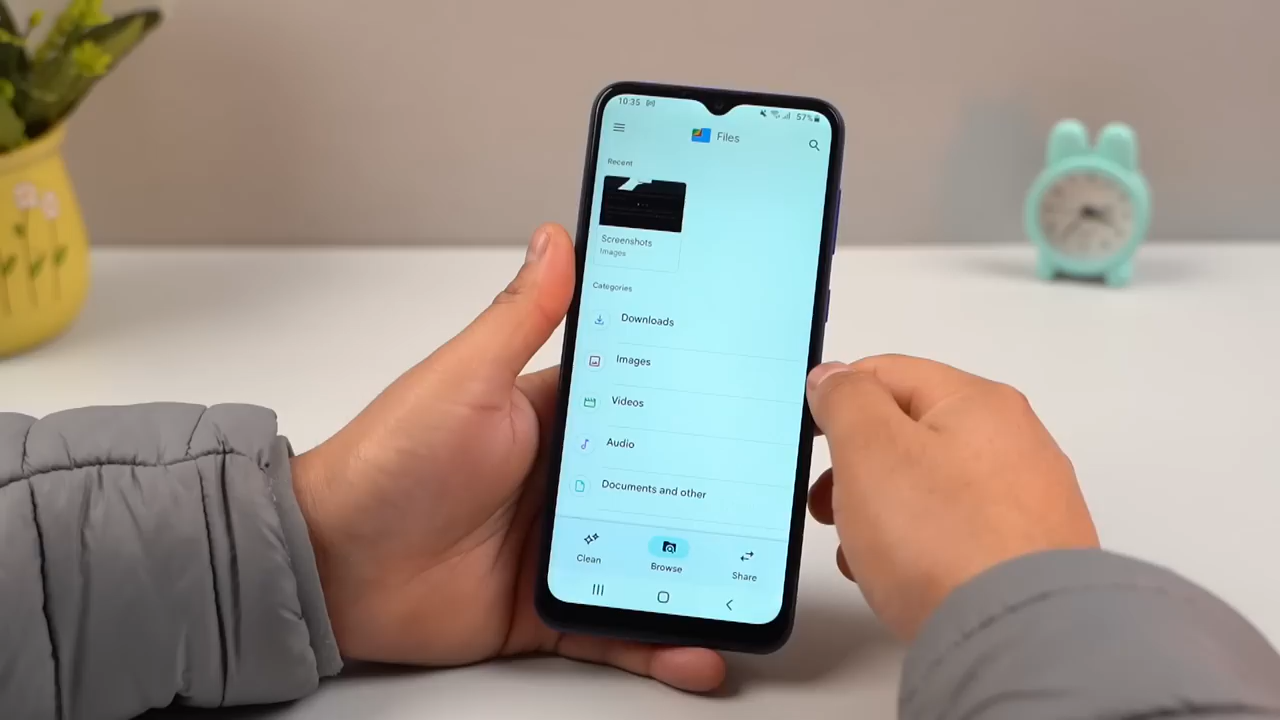 10:35 57%
Files
Recent
Screenshots
Images
Categories
Downloads
Images
Videos
Audio
Documents and other
Clean Browse Share